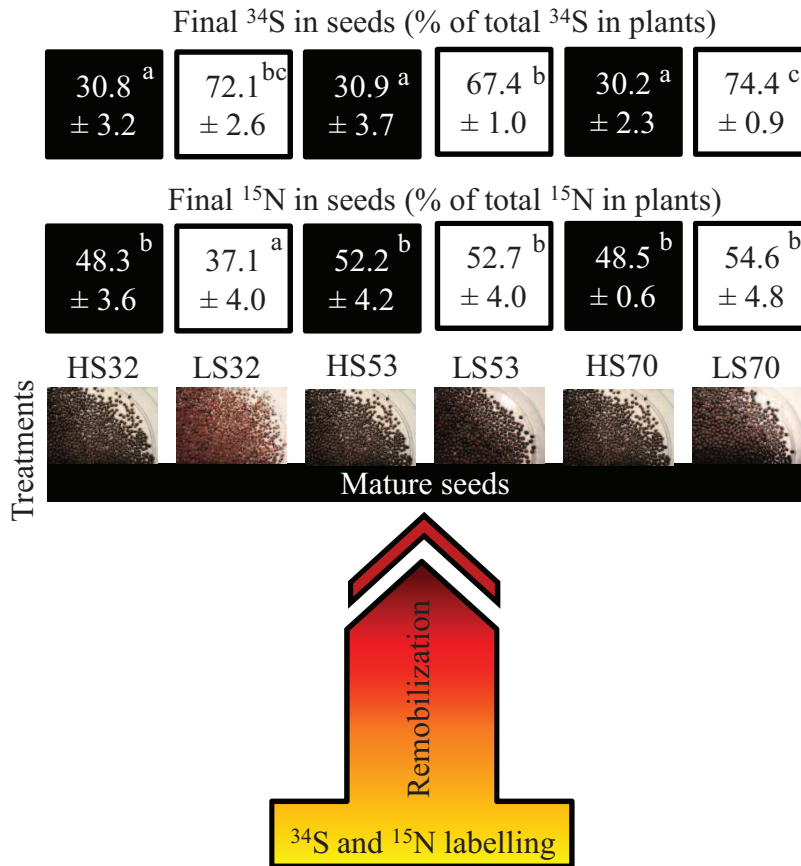 Final ³⁴S in seeds (% of total ³⁴S in plants)
30.8 ᵃ 72.1 ᵇᶜ 30.9 ᵃ 67.4 ᵇ 30.2 ᵃ 74.4 ᶜ
± 3.2 ± 2.6 ± 3.7 ± 1.0 ± 2.3 ± 0.9
Final ¹⁵N in seeds (% of total ¹⁵N in plants)
48.3 ᵇ 37.1 ᵃ 52.2 ᵇ 52.7 ᵇ 48.5 ᵇ 54.6 ᵇ
± 3.6 ± 4.0 ± 4.2 ± 4.0 ± 0.6 ± 4.8
HS32 LS32 HS53 LS53 HS70 LS70
Treatments
Mature seeds
Remobilization
³⁴S and ¹⁵N labelling